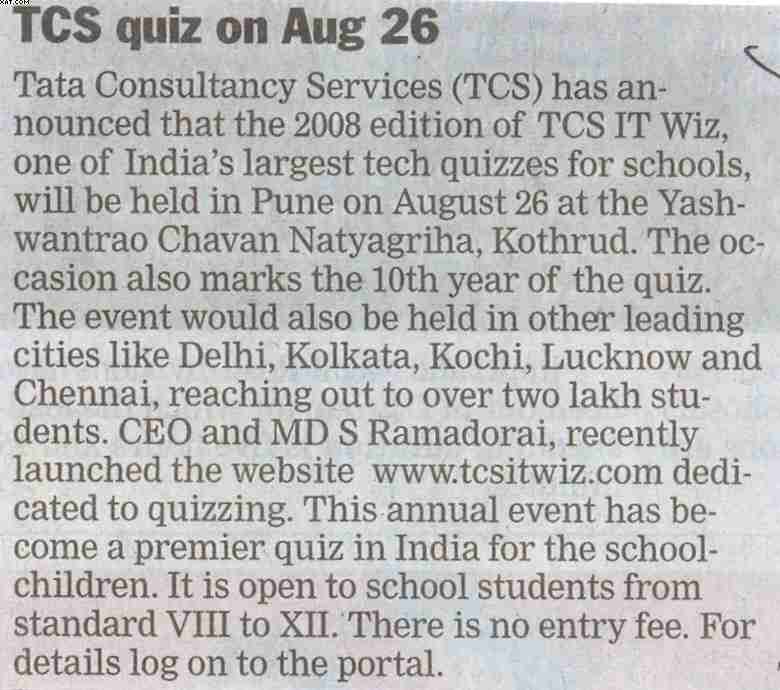 XAT.COM
TCS quiz on Aug 26
Tata Consultancy Services (TCS) has an-
nounced that the 2008 edition of TCS IT Wiz,
one of India's largest tech quizzes for schools,
will be held in Pune on August 26 at the Yash-
wantrao Chavan Natyagriha, Kothrud. The oc-
casion also marks the 10th year of the quiz.
The event would also be held in other leading
cities like Delhi, Kolkata, Kochi, Lucknow and
Chennai, reaching out to over two lakh stu-
dents. CEO and MD S Ramadorai, recently
launched the website www.tcsitwiz.com dedi-
cated to quizzing. This annual event has be-
come a premier quiz in India for the school-
children. It is open to school students from
standard VIII to XII. There is no entry fee. For
details log on to the portal.